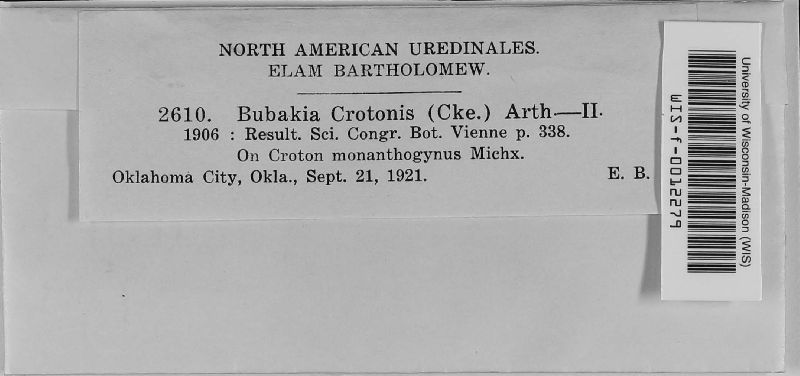 NORTH AMERICAN UREDINALES.
ELAM BARTHOLOMEW.
2610. Bubakia Crotonis (Cke.) Arth.—II.
1906 : Result. Sci. Congr. Bot. Vienne p. 338.
On Croton monanthogynus Michx.
Oklahoma City, Okla., Sept. 21, 1921. E. B.
University of Wisconsin-Madison (WIS)
WIS-f-0012279